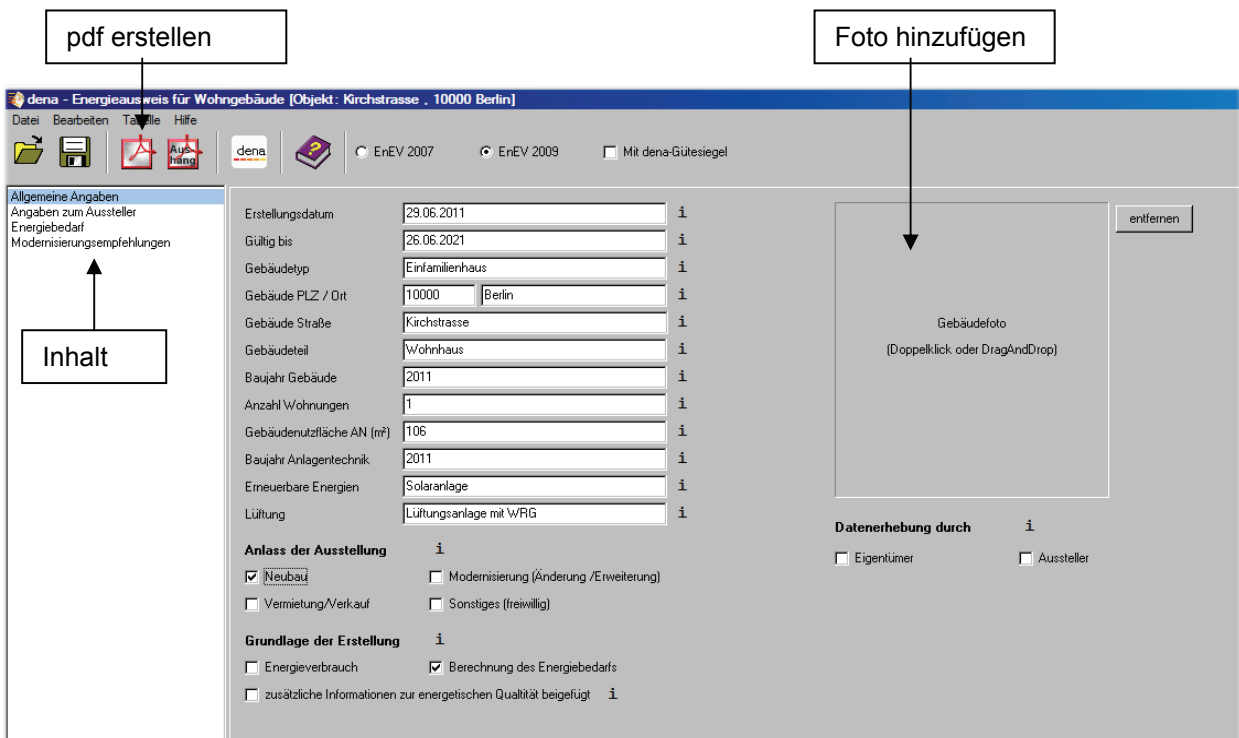 pdf erstellen
Foto hinzufügen
dena - Energieausweis für Wohngebäude [Objekt: Kirchstrasse , 10000 Berlin]
Datei Bearbeiten Tabelle Hilfe
Aus-
hang
dena
EnEV 2007
EnEV 2009
Mit dena-Gütesiegel
Allgemeine Angaben
Angaben zum Aussteller
Energiebedarf
Modernisierungsempfehlungen
Inhalt
Erstellungsdatum 29.06.2011 i
Gültig bis 26.06.2021 i
Gebäudetyp Einfamilienhaus i
Gebäude PLZ / Ort 10000 Berlin i
Gebäude Straße Kirchstrasse i
Gebäudeteil Wohnhaus i
Baujahr Gebäude 2011 i
Anzahl Wohnungen 1 i
Gebäudenutzfläche AN (m²) 106 i
Baujahr Anlagentechnik 2011 i
Erneuerbare Energien Solaranlage i
Lüftung Lüftungsanlage mit WRG i
Anlass der Ausstellung i
Neubau Modernisierung (Änderung /Erweiterung)
Vermietung/Verkauf Sonstiges (freiwillig)
Grundlage der Erstellung i
Energieverbrauch Berechnung des Energiebedarfs
zusätzliche Informationen zur energetischen Qualtität beigefügt i
entfernen
Gebäudefoto
(Doppelklick oder DragAndDrop)
Datenerhebung durch i
Eigentümer Aussteller